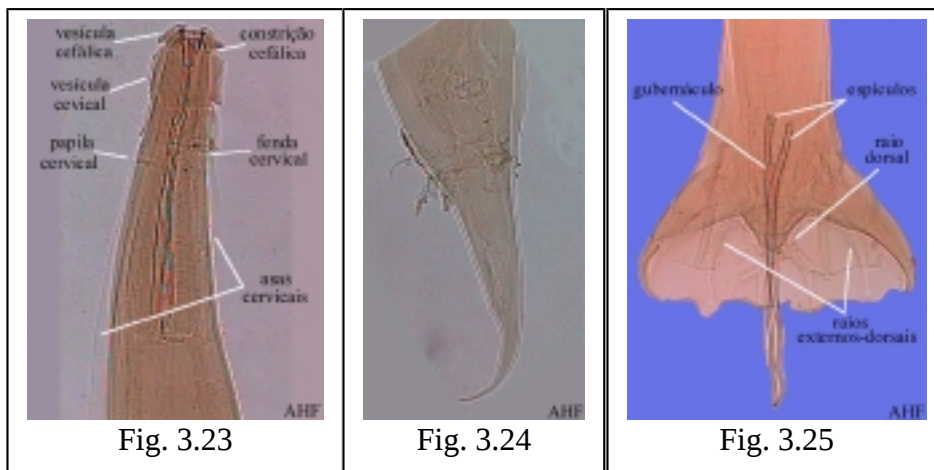 vesícula
cefálica
constrição
cefálica
vesícula
cevical
papila
cervical
fenda
cervical
asas
cervicais
AHF
Fig. 3.23
AHF
Fig. 3.24
gubernáculo
espículos
raio
dorsal
raios
externos-dorsais
AHF
Fig. 3.25